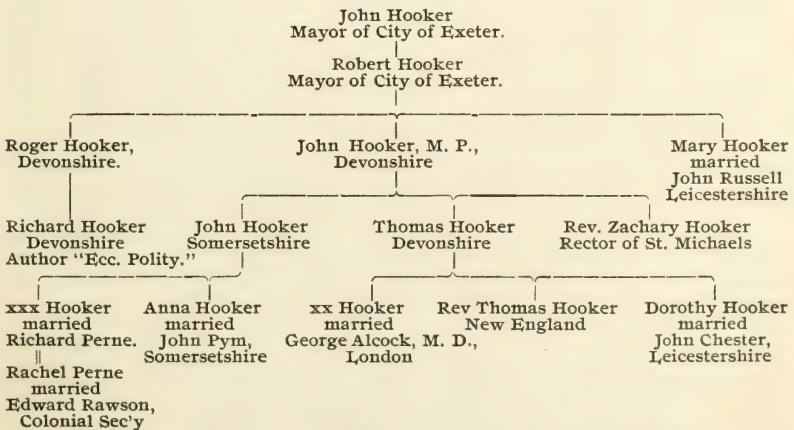 John Hooker
Mayor of City of Exeter.
Robert Hooker
Mayor of City of Exeter.
Roger Hooker,
Devonshire.
John Hooker, M. P.,
Devonshire
Mary Hooker
married
John Russell
Leicestershire
Richard Hooker
Devonshire
Author "Ecc. Polity."
John Hooker
Somersetshire
Thomas Hooker
Devonshire
Rev. Zachary Hooker
Rector of St. Michaels
xxx Hooker
married
Richard Perne.
Rachel Perne
married
Edward Rawson,
Colonial Sec'y
Anna Hooker
married
John Pym,
Somersetshire
xx Hooker
married
George Alcock, M. D.,
London
Rev Thomas Hooker
New England
Dorothy Hooker
married
John Chester,
Leicestershire